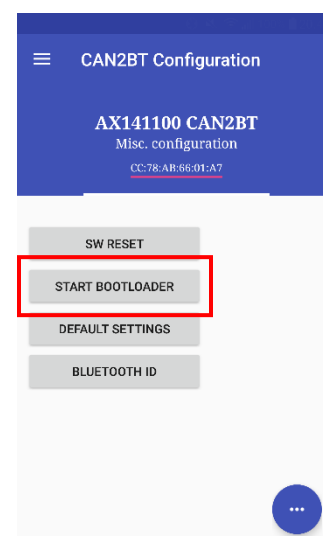 CAN2BT Configuration
AX141100 CAN2BT
Misc. configuration
CC:78:AB:66:01:A7
SW RESET
START BOOTLOADER
DEFAULT SETTINGS
BLUETOOTH ID